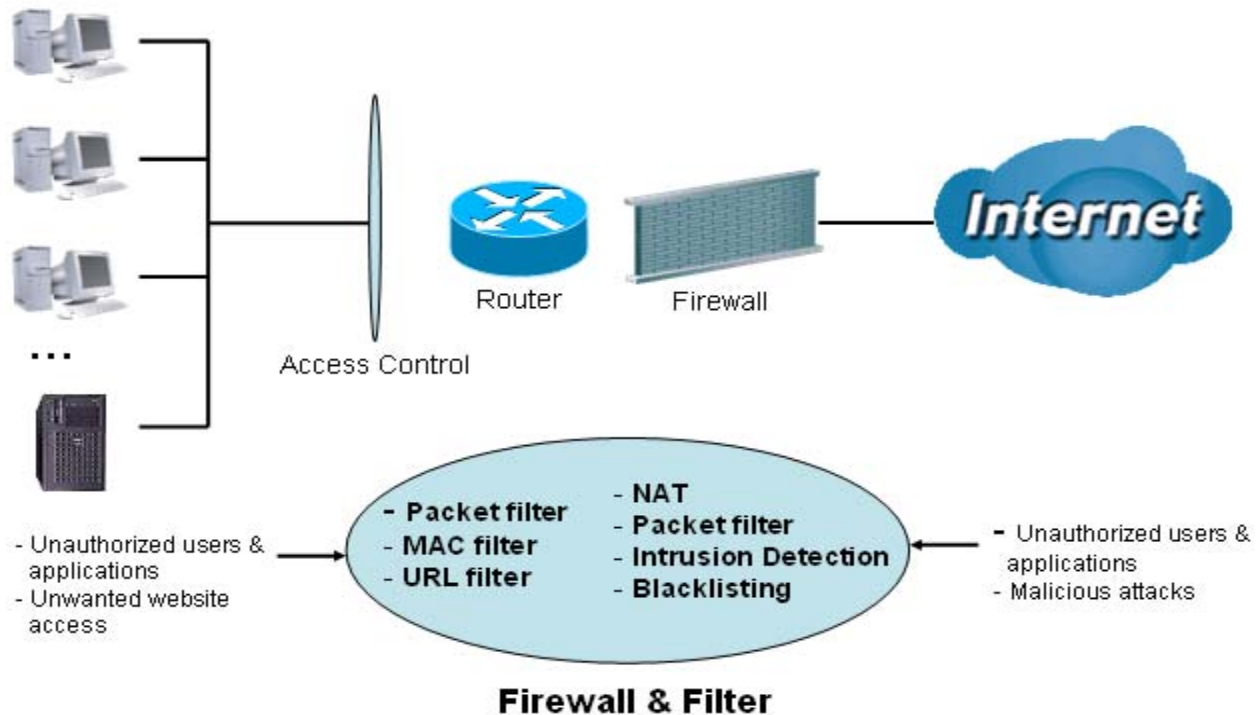 Internet
Router
Firewall
...
Access Control
- Packet filter
- MAC filter
- URL filter
- NAT
- Packet filter
- Intrusion Detection
- Blacklisting
- Unauthorized users &
applications
- Unwanted website
access
- Unauthorized users &
applications
- Malicious attacks
Firewall & Filter